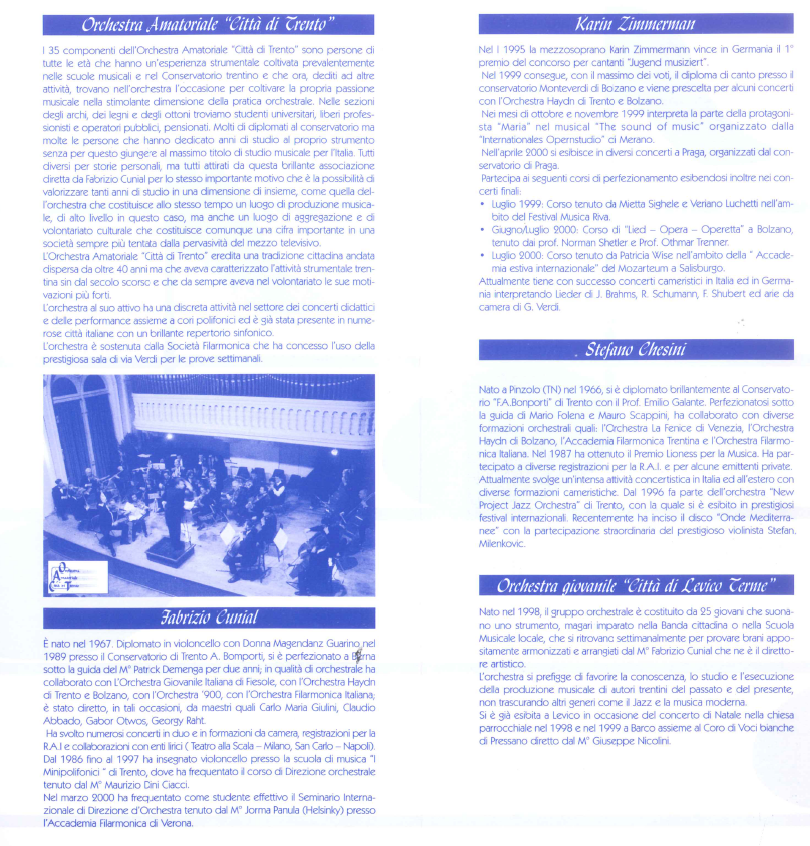 Orchestra Amatoriale "Città di Trento"
I 35 componenti dell'Orchestra Amatoriale "Città di Trento" sono persone di
tutte le età che hanno un'esperienza strumentale coltivata prevalentemente
nelle scuole musicali e nel Conservatorio trentino e che ora, dediti ad altre
attività, trovano nell'orchestra l'occasione per coltivare la propria passione
musicale nella stimolante dimensione della pratica orchestrale. Nelle sezioni
degli archi, dei legni e degli ottoni troviamo studenti universitari, liberi profes-
sionisti e operatori pubblici, pensionati. Molti di diplomati al conservatorio ma
molte le persone che hanno dedicato anni di studio al proprio strumento
senza per questo giungere al massimo titolo di studio musicale per l'Italia. Tutti
diversi per storie personali, ma tutti attirati da questa brillante associazione
diretta da Fabrizio Cunial per lo stesso importante motivo che è la possibilità di
valorizzare tanti anni di studio in una dimensione di insieme, come quella del-
l'orchestra che costituisce allo stesso tempo un luogo di produzione musica-
le, di alto livello in questo caso, ma anche un luogo di aggregazione e di
volontariato culturale che costituisce comunque una cifra importante in una
società sempre più tentata dalla pervasività del mezzo televisivo.
L'Orchestra Amatoriale "Città di Trento" eredita una tradizione cittadina andata
dispersa da oltre 40 anni ma che aveva caratterizzato l'attività strumentale tren-
tina sin dal secolo scorso e che da sempre aveva nel volontariato le sue moti-
vazioni più forti.
L'orchestra al suo attivo ha una discreta attività nel settore dei concerti didattici
e delle performance assieme a cori polifonici ed è già stata presente in nume-
rose città italiane con un brillante repertorio sinfonico.
L'orchestra è sostenuta dalla Società Filarmonica che ha concesso l'uso della
prestigiosa sala di via Verdi per le prove settimanali.
Orchestra
Amatoriale
Città di Trento
Fabrizio Cunial
È nato nel 1967. Diplomato in violoncello con Donna Magendanz Guarino nel
1989 presso il Conservatorio di Trento A. Bomporti, si è perfezionato a Berna
sotto la guida del M° Patrick Demenga per due anni; in qualità di orchestrale ha
collaborato con L'Orchestra Giovanile Italiana di Fiesole, con l'Orchestra Haydn
di Trento e Bolzano, con l'Orchestra '900, con l'Orchestra Filarmonica Italiana;
è stato diretto, in tali occasioni, da maestri quali Carlo Maria Giulini, Claudio
Abbado, Gabor Otwos, Georgy Raht.
Ha svolto numerosi concerti in duo e in formazioni da camera, registrazioni per la
R.A.I e collaborazioni con enti lirici ( Teatro alla Scala – Milano, San Carlo – Napoli).
Dal 1986 fino al 1997 ha insegnato violoncello presso la scuola di musica "I
Minipolifonici " di Trento, dove ha frequentato il corso di Direzione orchestrale
tenuto dal M° Maurizio Dini Ciacci.
Nel marzo 2000 ha frequentato come studente effettivo il Seminario Interna-
zionale di Direzione d'Orchestra tenuto dal M° Jorma Panula (Helsinky) presso
l'Accademia Filarmonica di Verona.
Karin Zimmerman
Nel l 1995 la mezzosoprano Karin Zimmermann vince in Germania il 1°
premio del concorso per cantanti "Jugend musiziert".
Nel 1999 consegue, con il massimo dei voti, il diploma di canto presso il
conservatorio Monteverdi di Bolzano e viene prescelta per alcuni concerti
con l'Orchestra Haydn di Trento e Bolzano.
Nei mesi di ottobre e novembre 1999 interpreta la parte della protagoni-
sta "Maria" nel musical "The sound of music" organizzato dalla
"Internationales Opernstudio" di Merano.
Nell'aprile 2000 si esibisce in diversi concerti a Praga, organizzati dal con-
servatorio di Praga.
Partecipa ai seguenti corsi di perfezionamento esibendosi inoltre nei con-
certi finali:
• Luglio 1999: Corso tenuto da Mietta Sighele e Veriano Luchetti nell'am-
bito del Festival Musica Riva.
• Giugno/Luglio 2000: Corso di "Lied – Opera – Operetta" a Bolzano,
tenuto dai prof. Norman Shetler e Prof. Othmar Trenner.
• Luglio 2000: Corso tenuto da Patricia Wise nell'ambito della " Accade-
mia estiva internazionale" del Mozarteum a Salisburgo.
Attualmente tiene con successo concerti cameristici in Italia ed in Germa-
nia interpretando Lieder di J. Brahms, R. Schumann, F. Shubert ed arie da
camera di G. Verdi.
Stefano Chesini
Nato a Pinzolo (TN) nel 1966, si è diplomato brillantemente al Conservato-
rio "F.A.Bonporti" di Trento con il Prof. Emilio Galante. Perfezionatosi sotto
la guida di Mario Folena e Mauro Scappini, ha collaborato con diverse
formazioni orchestrali quali: l'Orchestra La Fenice di Venezia, l'Orchestra
Haydn di Bolzano, l'Accademia Filarmonica Trentina e l'Orchestra Filarmo-
nica Italiana. Nel 1987 ha ottenuto il Premio Lioness per la Musica. Ha par-
tecipato a diverse registrazioni per la R.A.I. e per alcune emittenti private.
Attualmente svolge un'intensa attività concertistica in Italia ed all'estero con
diverse formazioni cameristiche. Dal 1996 fa parte dell'orchestra "New
Project Jazz Orchestra" di Trento, con la quale si è esibito in prestigiosi
festival internazionali. Recentemente ha inciso il disco "Onde Mediterra-
nee" con la partecipazione straordinaria del prestigioso violinista Stefan
Milenkovic.
Orchestra giovanile "Città di Levico Terme"
Nato nel 1998, il gruppo orchestrale è costituito da 25 giovani che suona-
no uno strumento, magari imparato nella Banda cittadina o nella Scuola
Musicale locale, che si ritrovano settimanalmente per provare brani appo-
sitamente armonizzati e arrangiati dal M° Fabrizio Cunial che ne è il diretto-
re artistico.
L'orchestra si prefigge di favorire la conoscenza, lo studio e l'esecuzione
della produzione musicale di autori trentini del passato e del presente,
non trascurando altri generi come il Jazz e la musica moderna.
Si è già esibita a Levico in occasione del concerto di Natale nella chiesa
parrocchiale nel 1998 e nel 1999 a Barco assieme al Coro di Voci bianche
di Pressano diretto dal M° Giuseppe Nicolini.